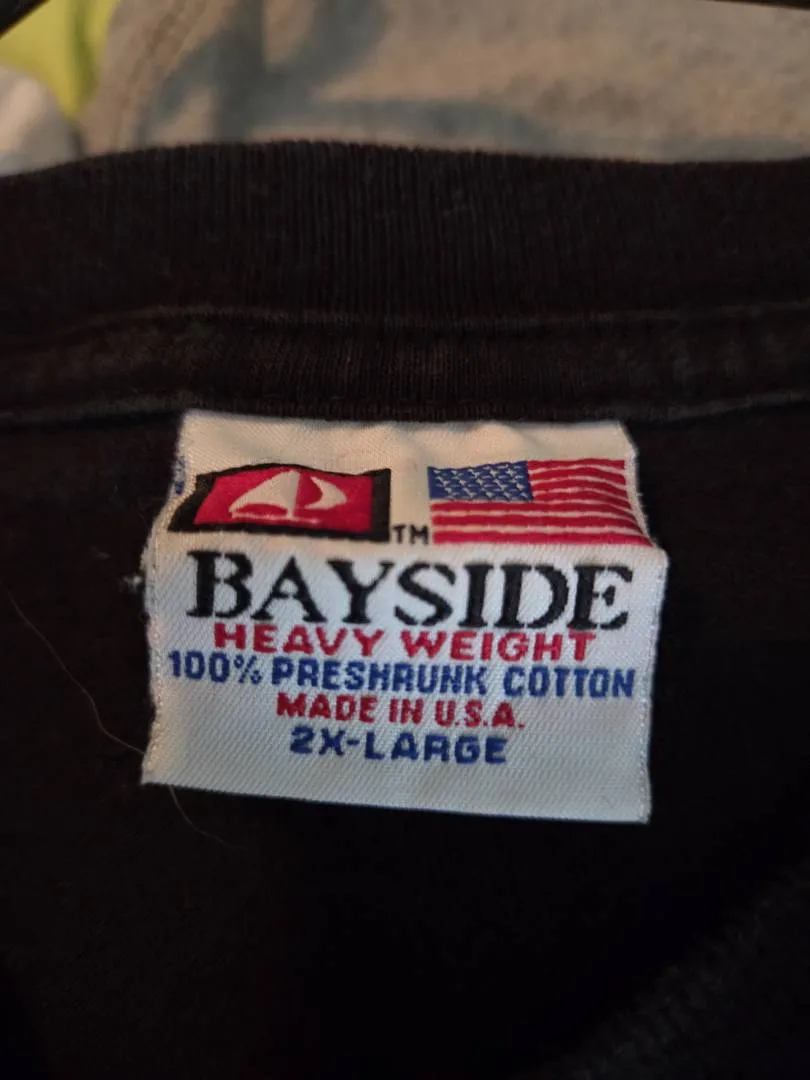 TM
BAYSIDE
HEAVY WEIGHT
100% PRESHRUNK COTTON
MADE IN U.S.A.
2X-LARGE